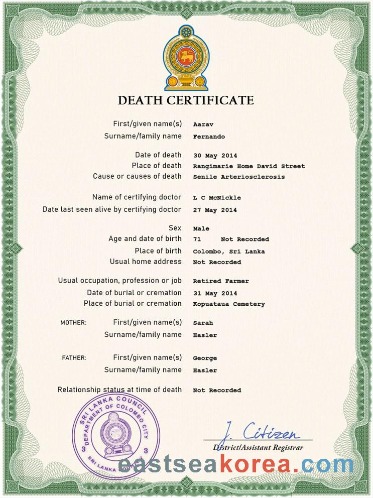 DEATH CERTIFICATE
First/given name(s) Aarav
Surname/family name Fernando
Date of death 30 May 2014
Place of death Rangimarie Home David Street
Cause or causes of death Senile Arteriosclerosis
Name of certifying doctor L C McNickle
Date last seen alive by certifying doctor 27 May 2014
Sex Male
Age and date of birth 71 Not Recorded
Place of birth Colombo, Sri Lanka
Usual home address Not Recorded
Usual occupation, profession or job Retired Farmer
Date of burial or cremation 31 May 2014
Place of burial or cremation Kopuataua Cemetery
MOTHER: First/given name(s) Sarah
Surname/family name Hasler
FATHER: First/given name(s) George
Surname/family name Hasler
Relationship status at time of death Not Recorded
SRI LANKA COUNCIL
DEPARTMENT OF COLOMBO CITY
SRI LANKA
J. Citizen
District/Assistant Registrar
eastseakorea.com